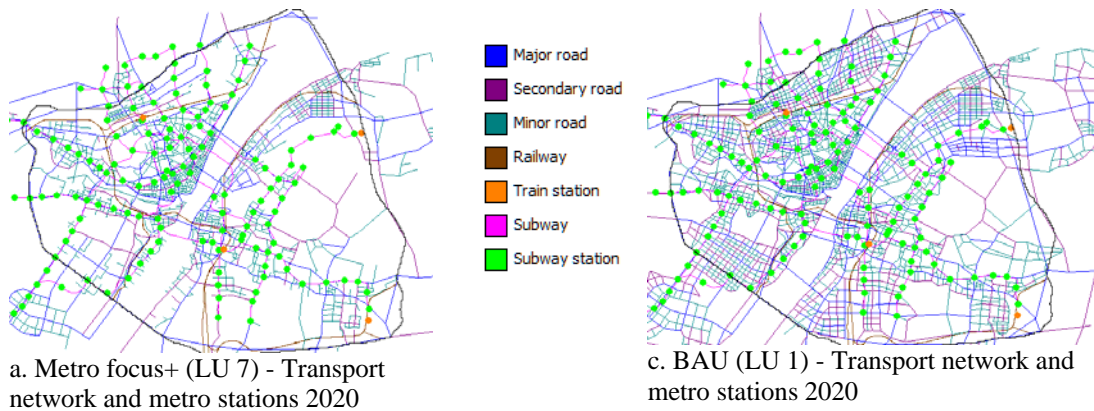 Major road
Secondary road
Minor road
Railway
Train station
Subway
Subway station
a. Metro focus+ (LU 7) - Transport
network and metro stations 2020
c. BAU (LU 1) - Transport network and
metro stations 2020